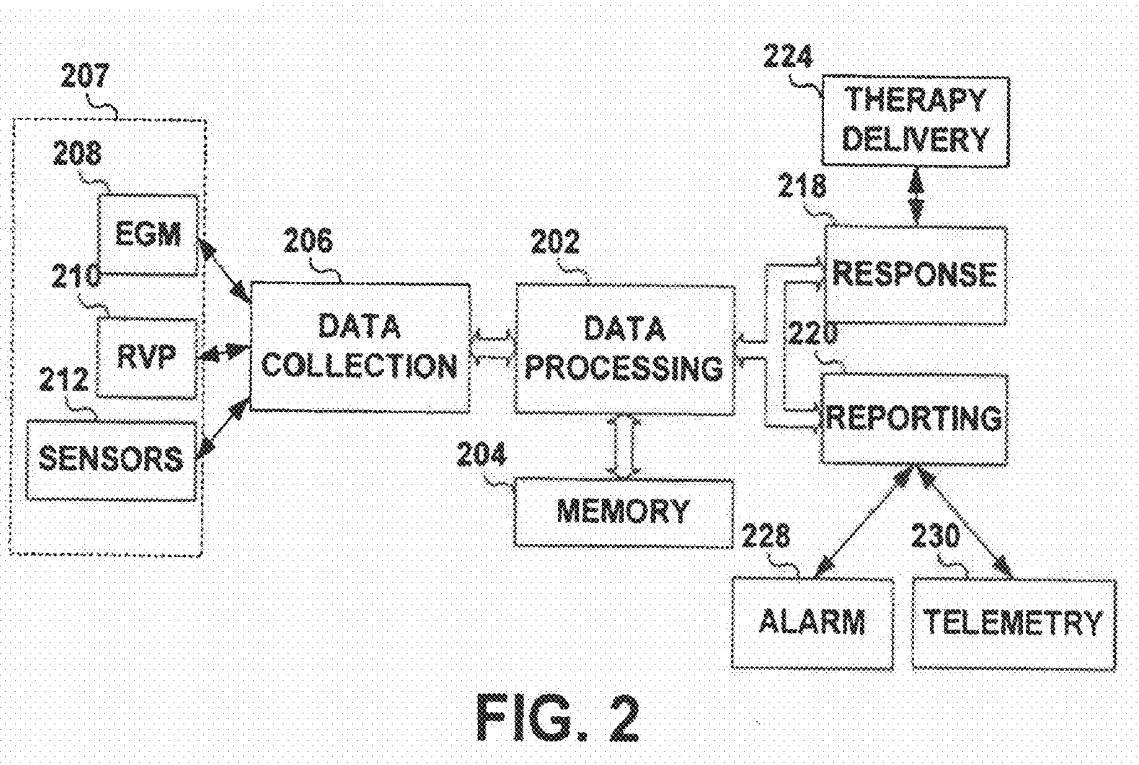 207
208
EGM
210
RVP
212
SENSORS
206
DATA
COLLECTION
202
DATA
PROCESSING
204
MEMORY
224
THERAPY
DELIVERY
218
RESPONSE
220
REPORTING
228
ALARM
230
TELEMETRY
FIG. 2